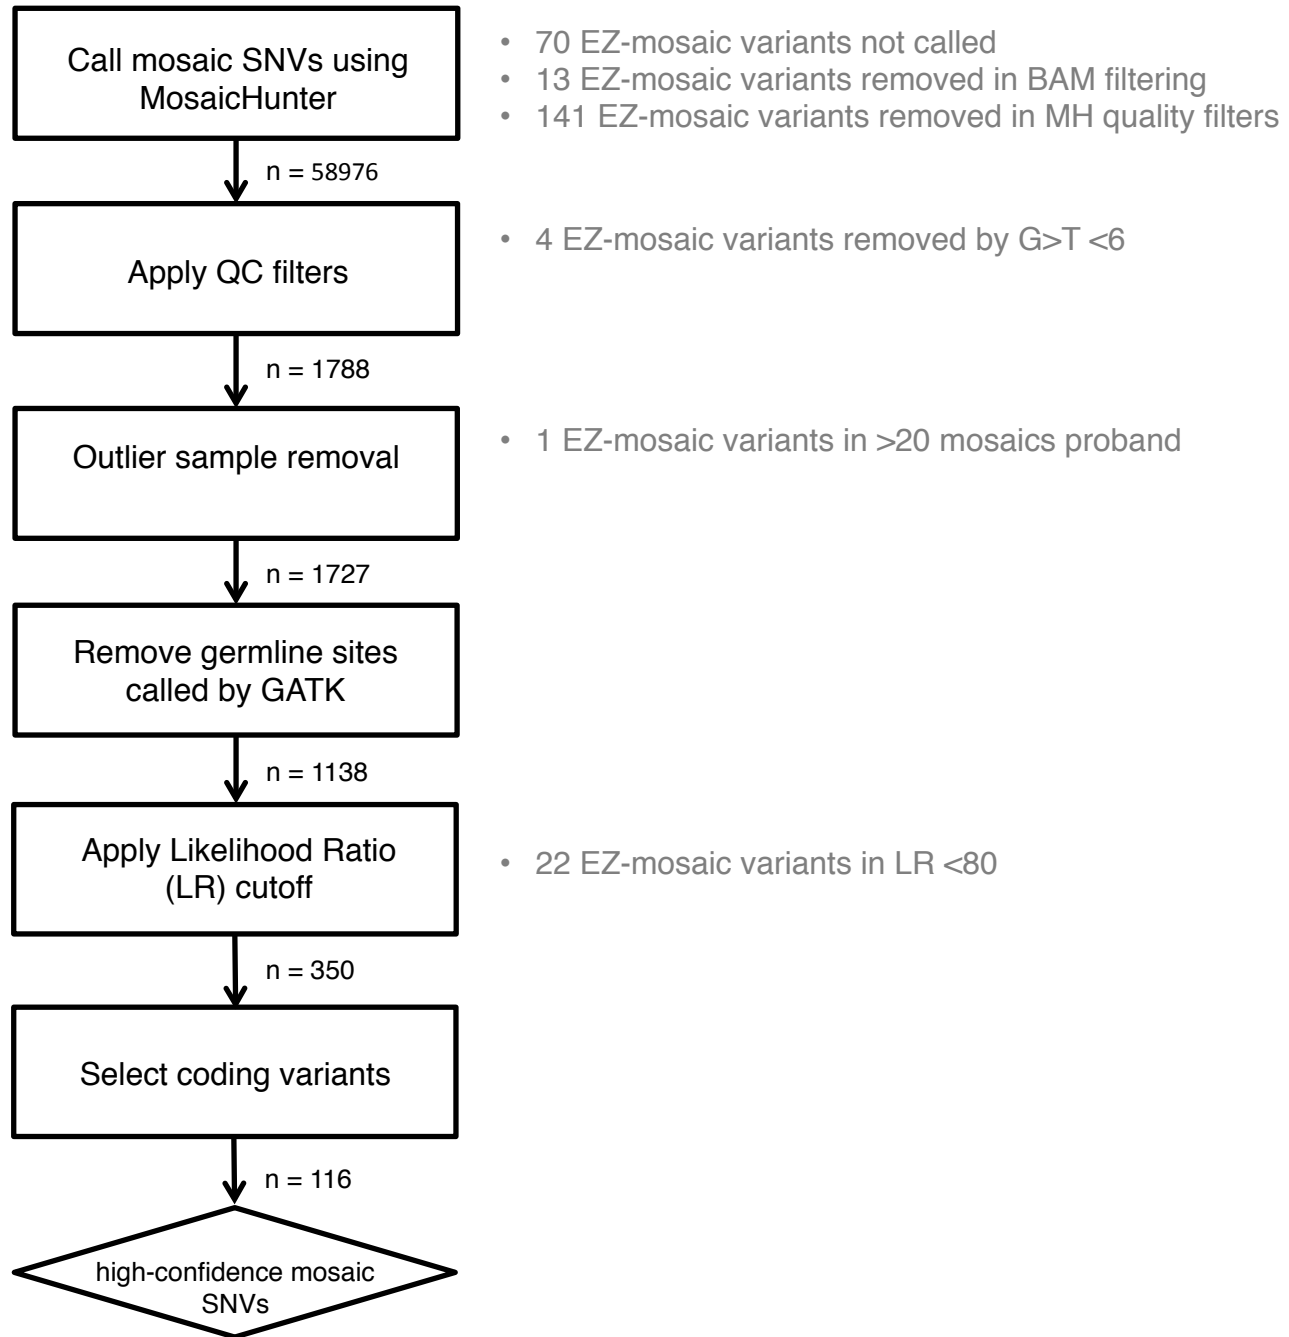 Call mosaic SNVs using
MosaicHunter
• 70 EZ-mosaic variants not called
• 13 EZ-mosaic variants removed in BAM filtering
• 141 EZ-mosaic variants removed in MH quality filters
n = 58976
Apply QC filters
• 4 EZ-mosaic variants removed by G>T <6
n = 1788
Outlier sample removal
• 1 EZ-mosaic variants in >20 mosaics proband
n = 1727
Remove germline sites
called by GATK
n = 1138
Apply Likelihood Ratio
(LR) cutoff
• 22 EZ-mosaic variants in LR <80
n = 350
Select coding variants
n = 116
high-confidence mosaic
SNVs